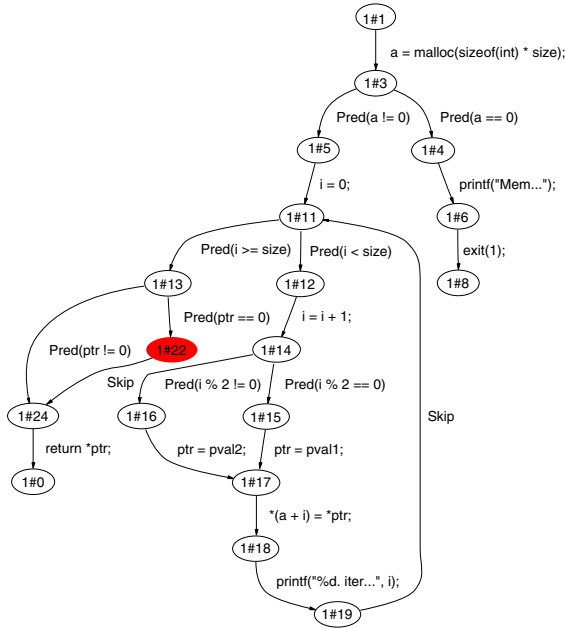 1#1
a = malloc(sizeof(int) * size);
1#3
Pred(a != 0)
Pred(a == 0)
1#5
1#4
i = 0;
printf("Mem...");
1#11
1#6
Pred(i >= size)
Pred(i < size)
exit(1);
1#13
1#12
1#8
Pred(ptr == 0)
i = i + 1;
Pred(ptr != 0)
1#22
1#14
Skip
Pred(i % 2 != 0)
Pred(i % 2 == 0)
1#24
1#16
1#15
Skip
return *ptr;
ptr = pval2;
ptr = pval1;
1#0
1#17
*(a + i) = *ptr;
1#18
printf("%d. iter...", i);
1#19